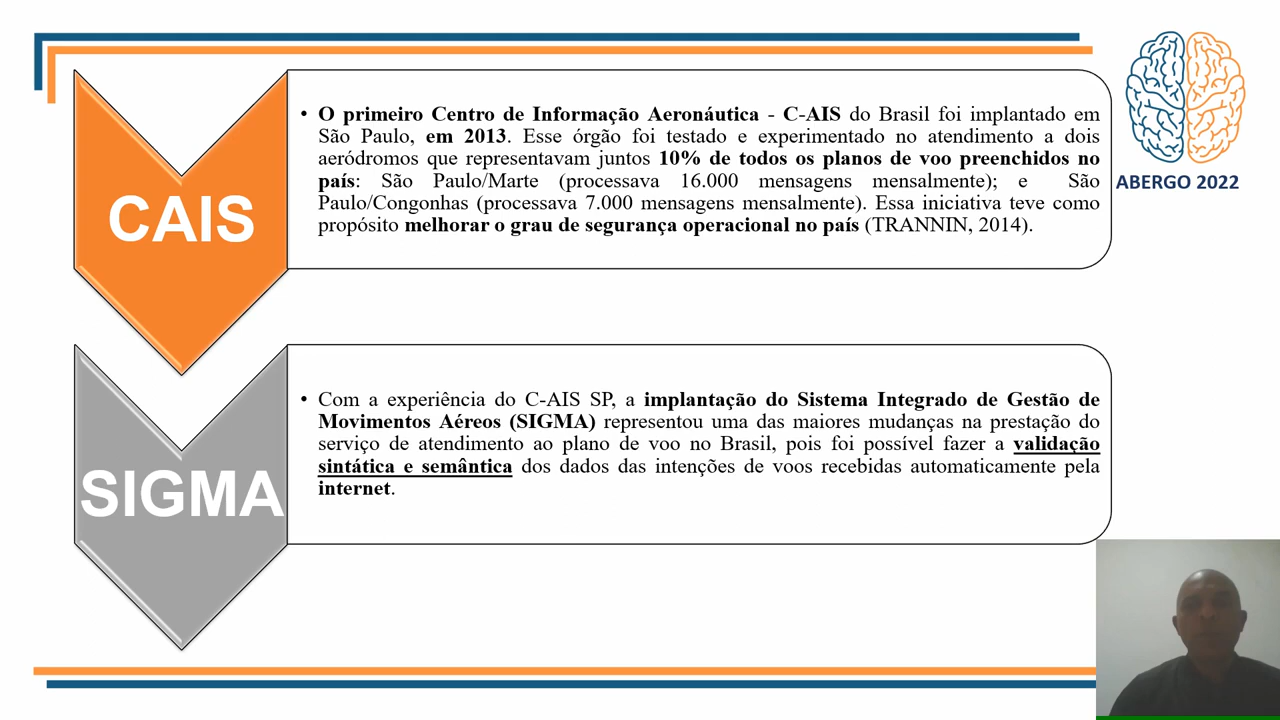 CAIS
• O primeiro Centro de Informação Aeronáutica - C-AIS do Brasil foi implantado em
São Paulo, em 2013. Esse órgão foi testado e experimentado no atendimento a dois
aeródromos que representavam juntos 10% de todos os planos de voo preenchidos no
país: São Paulo/Marte (processava 16.000 mensagens mensalmente); e São
Paulo/Congonhas (processava 7.000 mensagens mensalmente). Essa iniciativa teve como
propósito melhorar o grau de segurança operacional no país (TRANNIN, 2014).
ABERGO 2022
SIGMA
• Com a experiência do C-AIS SP, a implantação do Sistema Integrado de Gestão de
Movimentos Aéreos (SIGMA) representou uma das maiores mudanças na prestação do
serviço de atendimento ao plano de voo no Brasil, pois foi possível fazer a validação
sintática e semântica dos dados das intenções de voos recebidas automaticamente pela
internet.